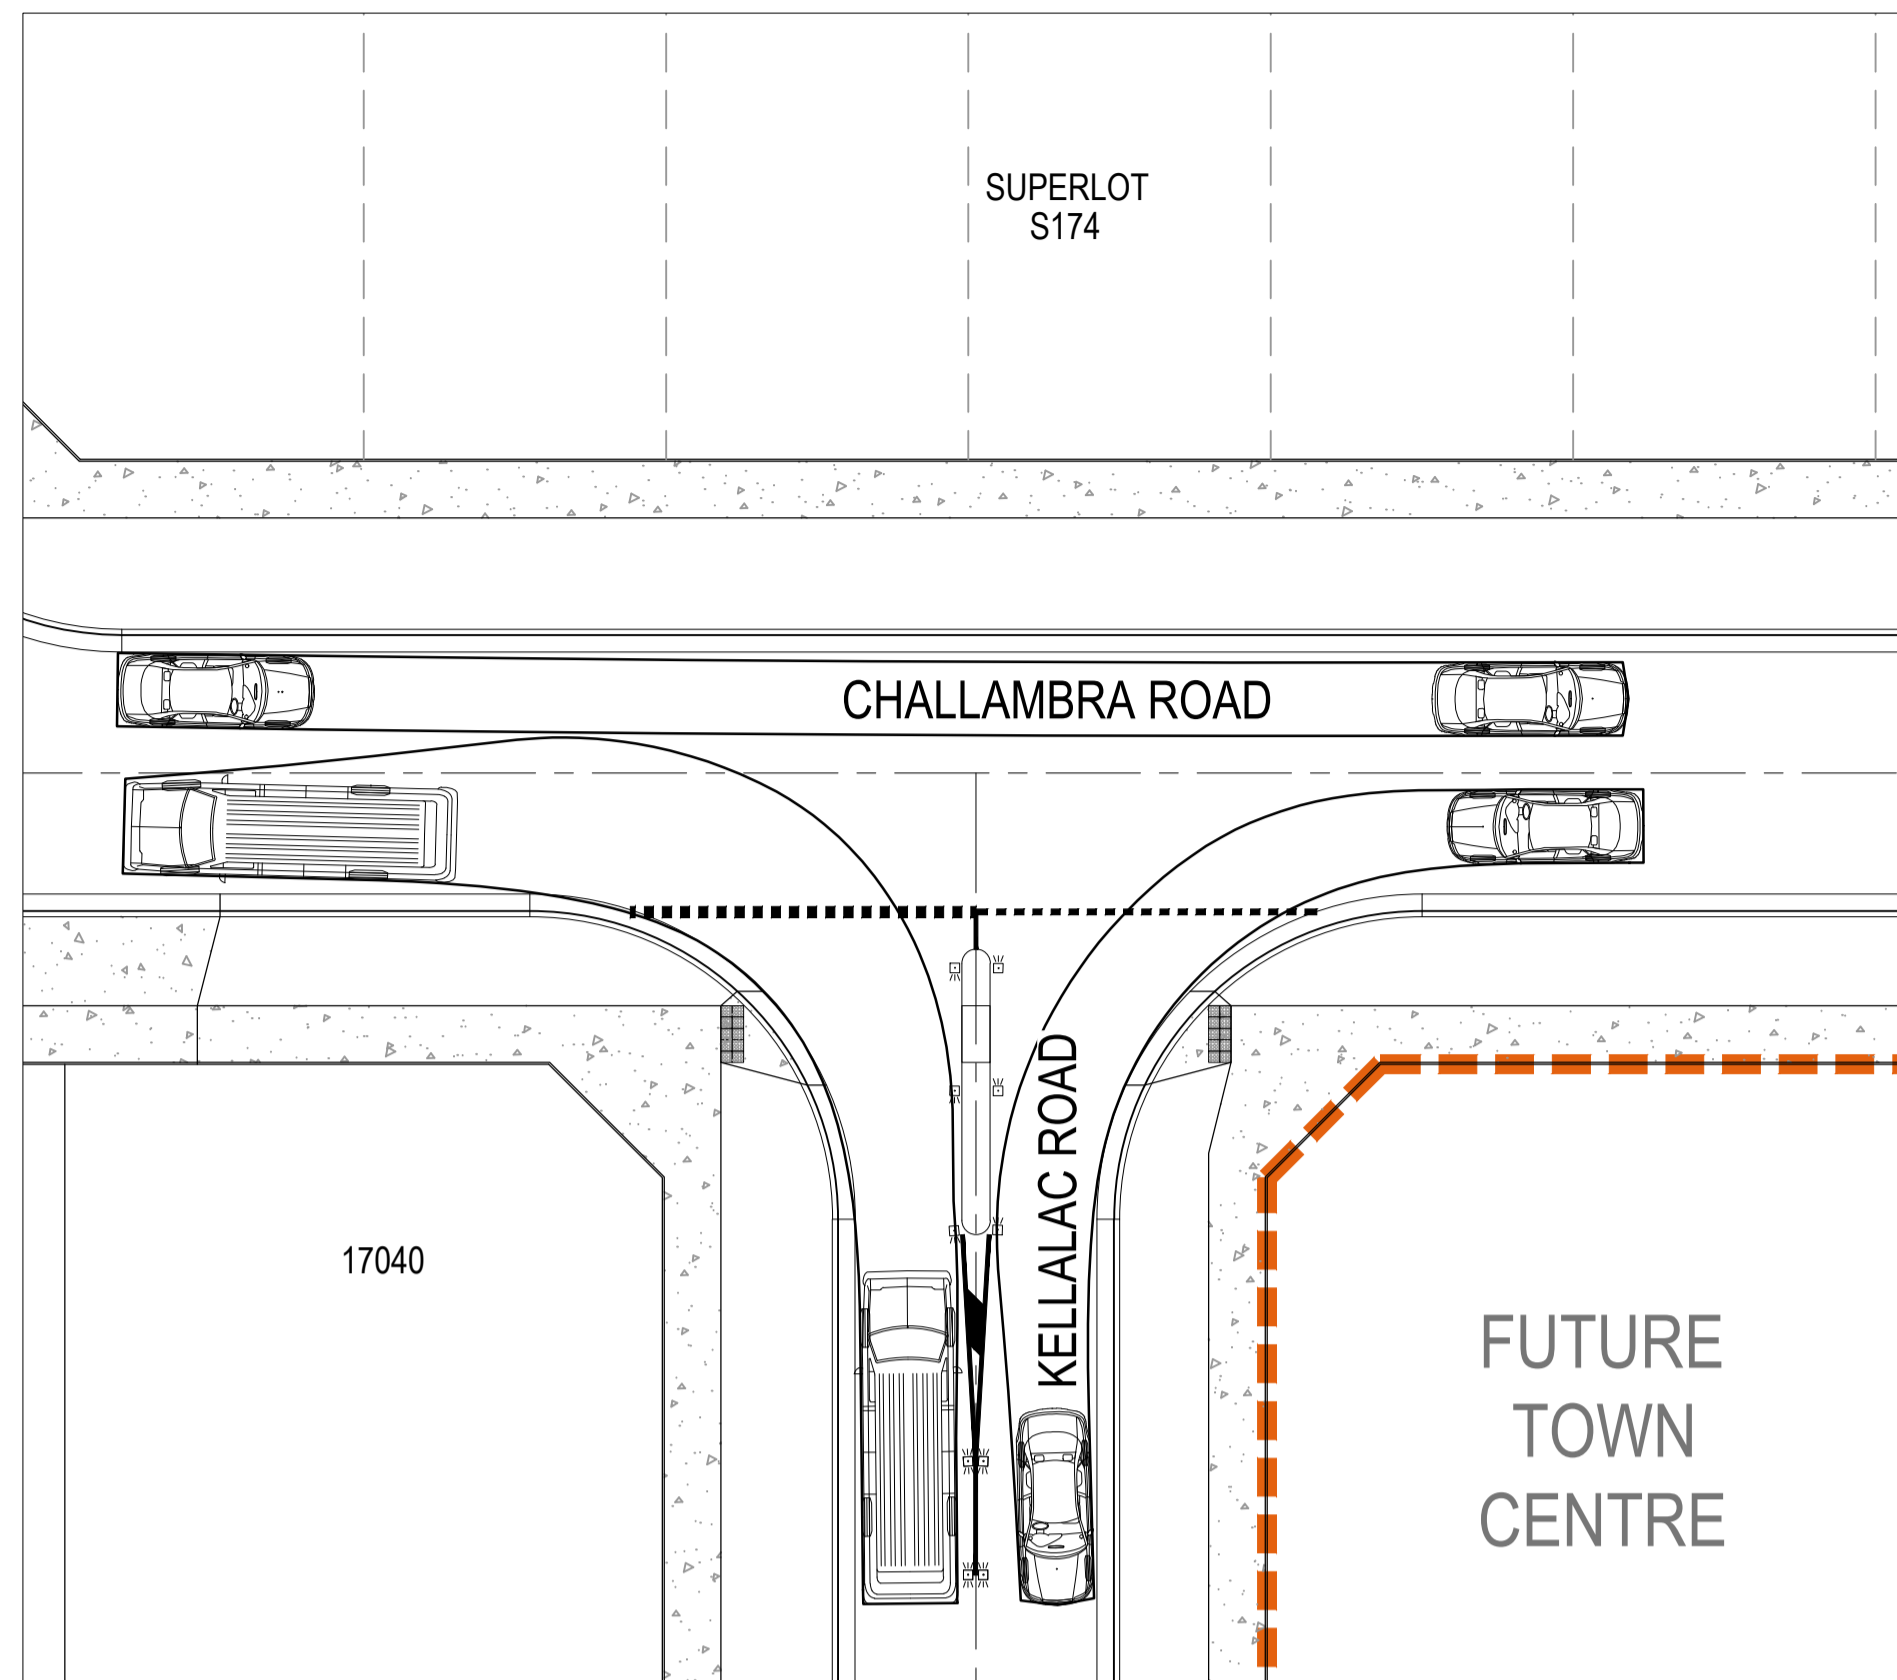 SUPERLOT
S174
CHALLAMBRA ROAD
KELLALAC ROAD
17040
FUTURE
TOWN
CENTRE